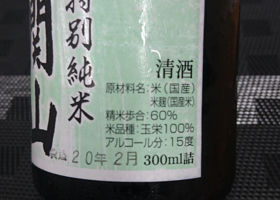 特別純米
山
清酒
原材料名:米(国産)
米麹(国産米)
精米歩合:60%
米品種:玉栄100%
アルコール分:15度
20年2月
300ml詰